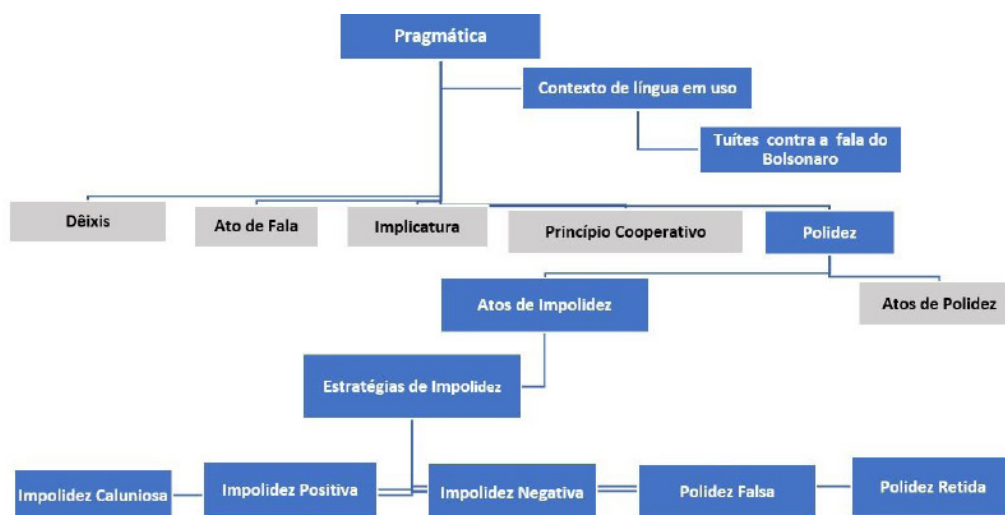 Pragmática
Contexto de língua em uso
Tuítes contra a fala do
Bolsonaro
Dêixis
Ato de Fala
Implicatura
Princípio Cooperativo
Polidez
Atos de Impolidez
Atos de Polidez
Estratégias de Impolidez
Impolidez Caluniosa
Impolidez Positiva
Impolidez Negativa
Polidez Falsa
Polidez Retida